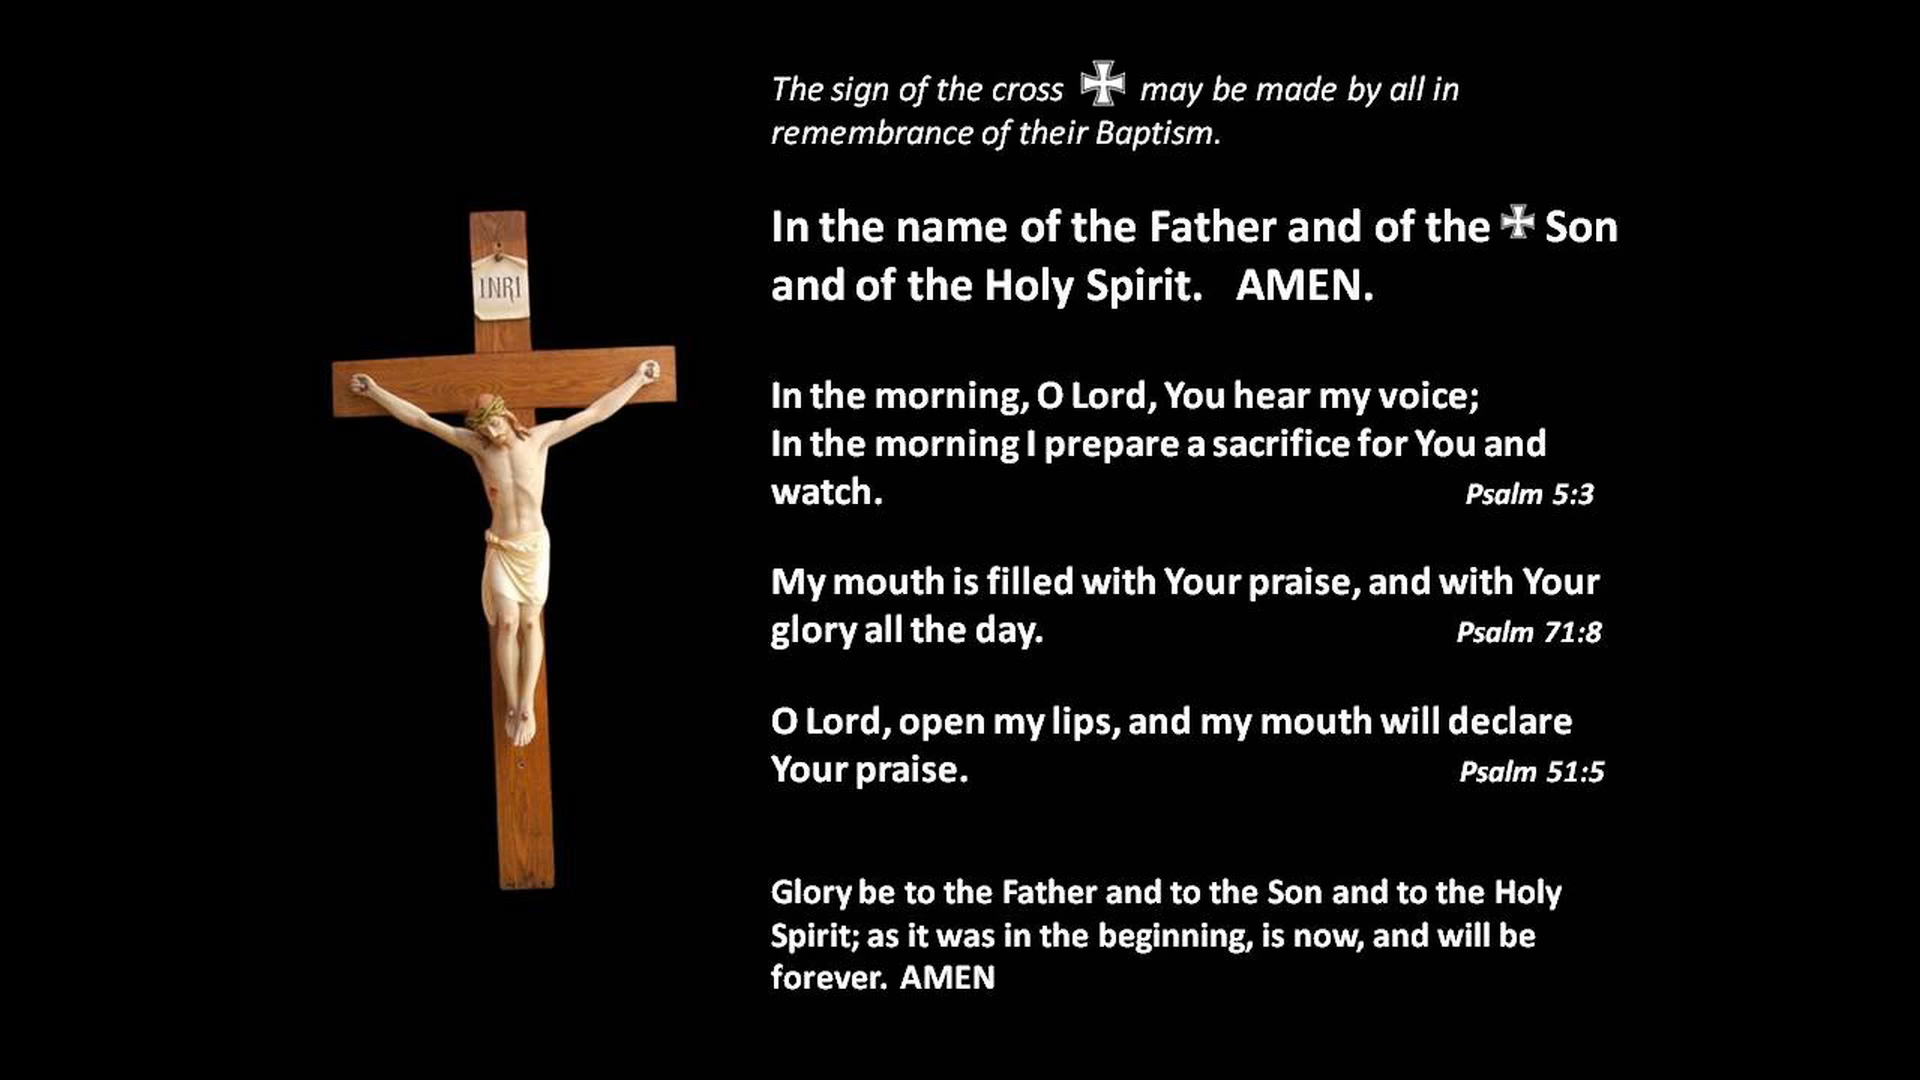 INRI
The sign of the cross ✠ may be made by all in
remembrance of their Baptism.
In the name of the Father and of the ✠ Son
and of the Holy Spirit. AMEN.
In the morning, O Lord, You hear my voice;
In the morning I prepare a sacrifice for You and
watch. Psalm 5:3
My mouth is filled with Your praise, and with Your
glory all the day. Psalm 71:8
O Lord, open my lips, and my mouth will declare
Your praise. Psalm 51:5
Glory be to the Father and to the Son and to the Holy
Spirit; as it was in the beginning, is now, and will be
forever. AMEN